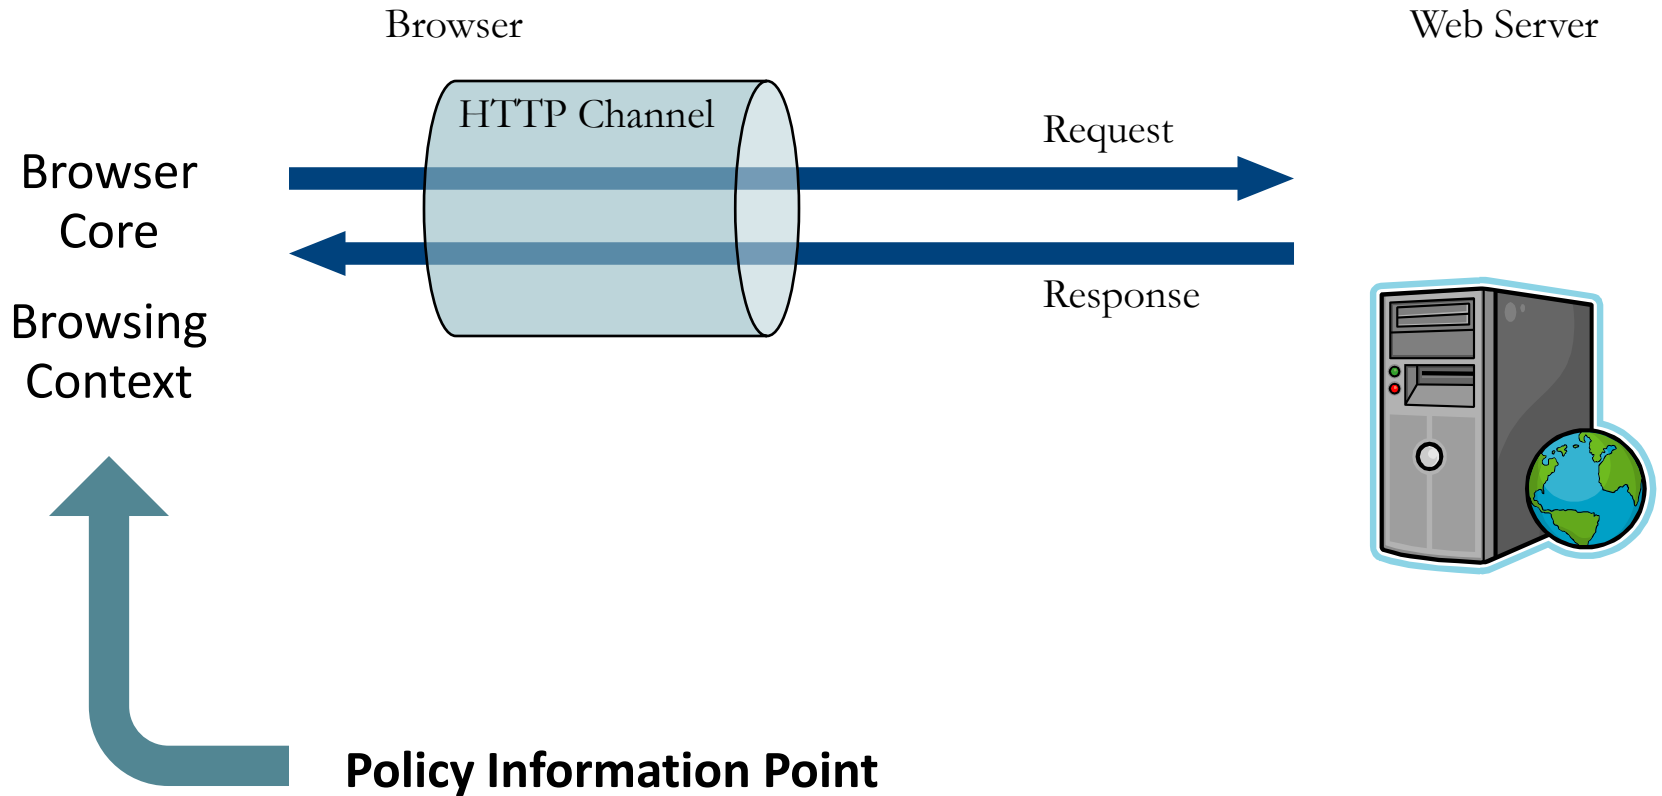 Browser
Web Server
HTTP Channel
Request
Browser
Core
Response
Browsing
Context
Policy Information Point